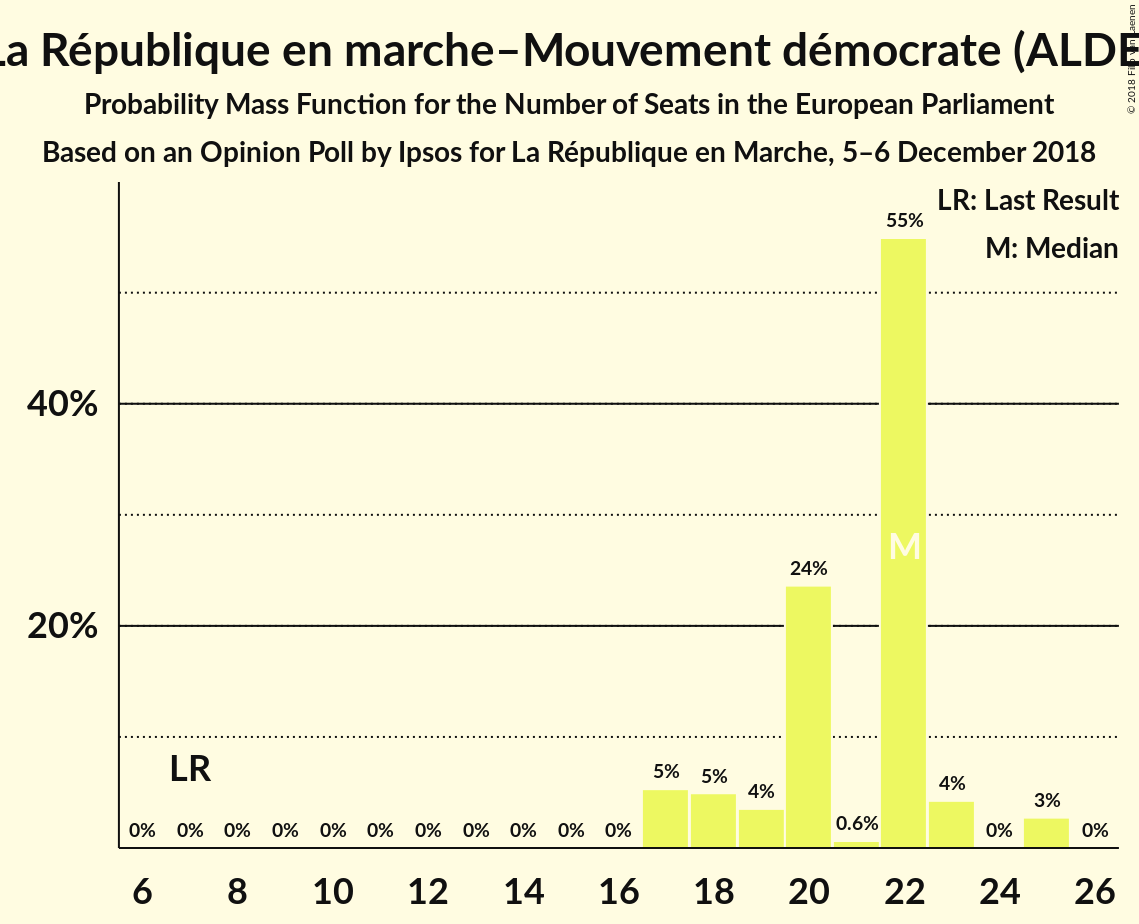 La République en marche–Mouvement démocrate (ALDE
Probability Mass Function for the Number of Seats in the European Parliament
Based on an Opinion Poll by Ipsos for La République en Marche, 5–6 December 2018
LR: Last Result
M: Median
55%
40%
M
24%
20%
LR
0% 0% 0% 0% 0% 0% 0% 0% 0% 0% 0% 5% 5% 4% 0.6% 4% 0% 3% 0%
6 8 10 12 14 16 18 20 22 24 26
© 2018